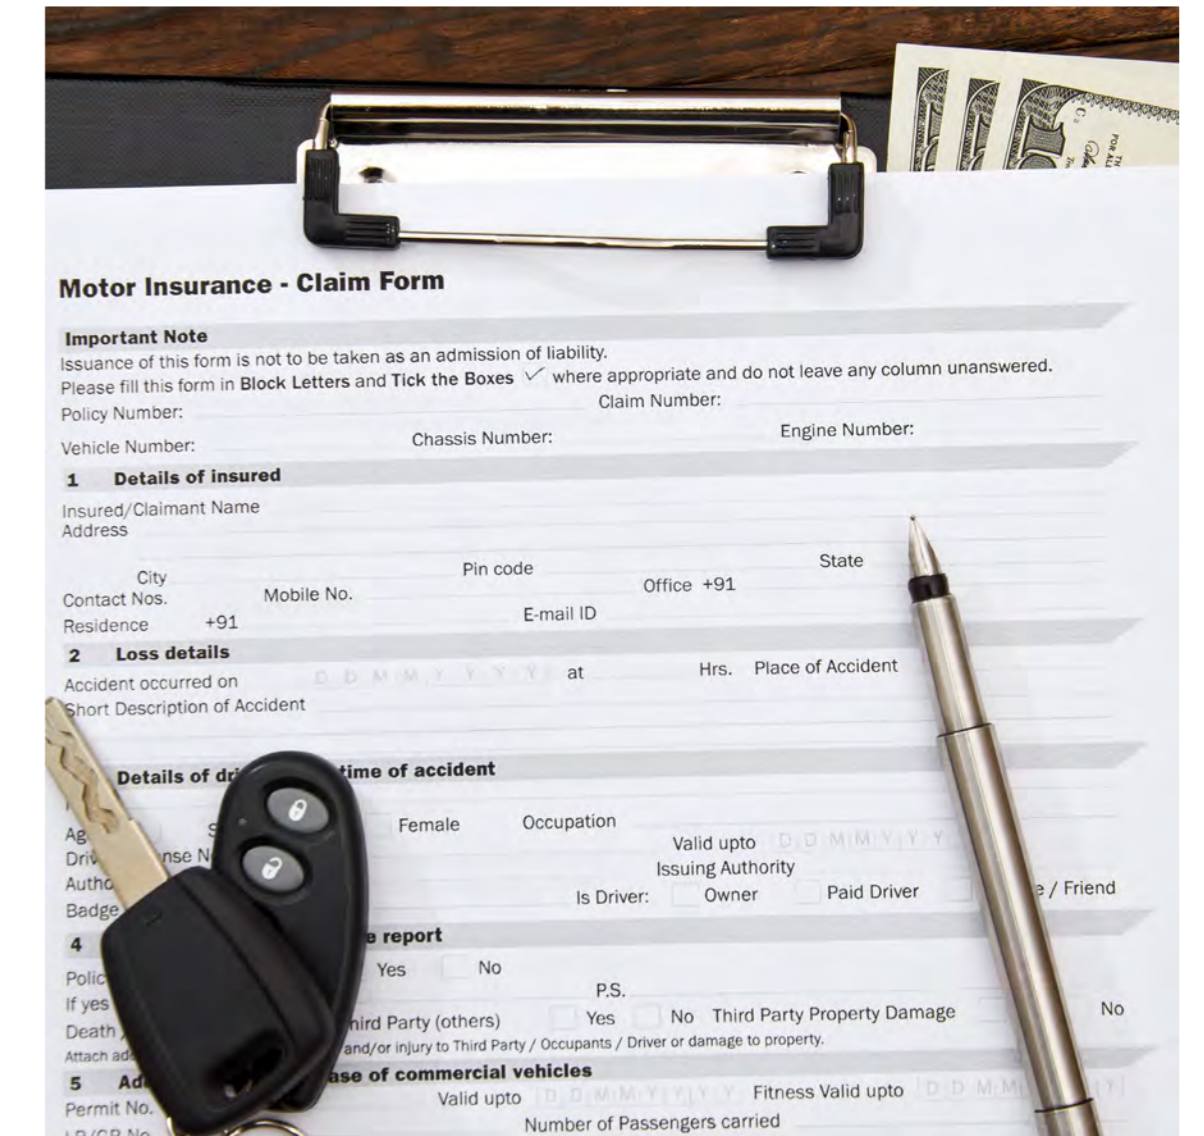 Motor Insurance - Claim Form
Important Note
Issuance of this form is not to be taken as an admission of liability.
Please fill this form in Block Letters and Tick the Boxes ✓ where appropriate and do not leave any column unanswered.
Policy Number: Claim Number:
Vehicle Number: Chassis Number: Engine Number:
1 Details of insured
Insured/Claimant Name
Address
City Pin code State
Contact Nos. Mobile No. Office +91
Residence +91 E-mail ID
2 Loss details
Accident occurred on D D M M Y Y Y Y at Hrs. Place of Accident
Short Description of Accident
Details of time of accident
Female Occupation
Valid upto D D M M Y Y Y
Issuing Authority
Badge Is Driver: Owner Paid Driver / Friend
4 report
Yes No
If yes P.S.
Death Party (others) Yes No Third Party Property Damage No
Attach and/or injury to Third Party / Occupants / Driver or damage to property.
5 of commercial vehicles
Permit No. Valid upto D D M M Y Y Y Y Fitness Valid upto D D M M Y
Number of Passengers carried